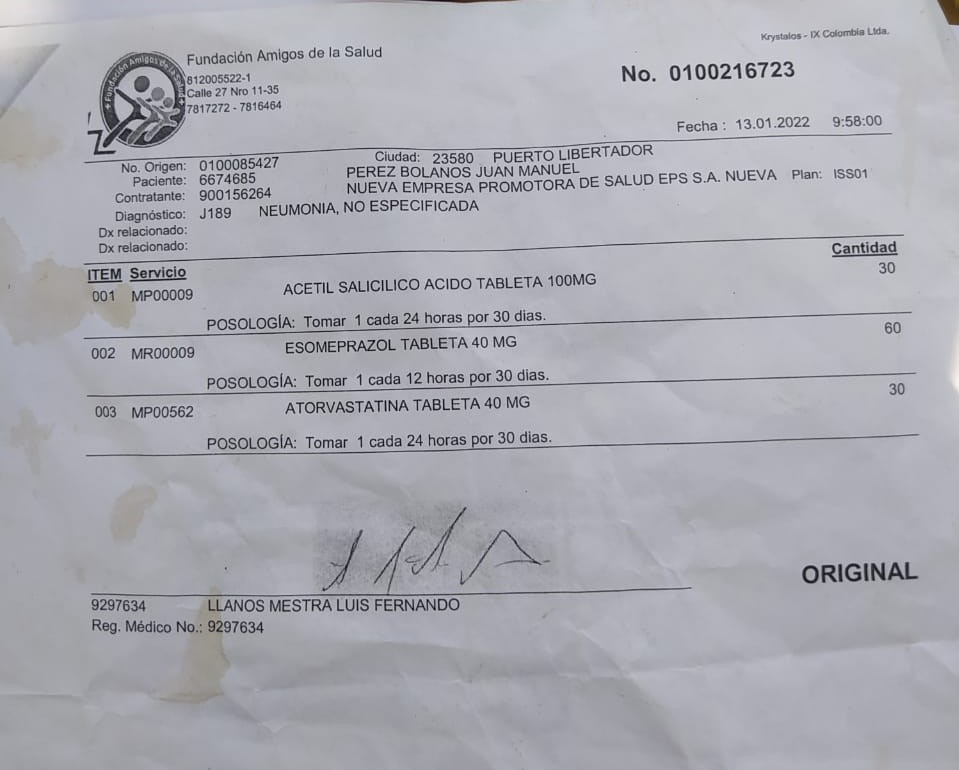 Krystalos - IX Colombia Ltda.
Fundación Amigos de la Salud
812005522-1
Calle 27 Nro 11-35
7817272 - 7816464
No. 0100216723
Fecha : 13.01.2022 9:58:00
No. Origen: 0100085427 Ciudad: 23580 PUERTO LIBERTADOR
Paciente: 6674685 PEREZ BOLANOS JUAN MANUEL
Contratante: 900156264 NUEVA EMPRESA PROMOTORA DE SALUD EPS S.A. NUEVA Plan: ISS01
Diagnóstico: J189 NEUMONIA, NO ESPECIFICADA
Dx relacionado:
Dx relacionado:
ITEM Servicio Cantidad
001 MP00009 ACETIL SALICILICO ACIDO TABLETA 100MG 30
POSOLOGÍA: Tomar 1 cada 24 horas por 30 dias.
002 MR00009 ESOMEPRAZOL TABLETA 40 MG 60
POSOLOGÍA: Tomar 1 cada 12 horas por 30 dias.
003 MP00562 ATORVASTATINA TABLETA 40 MG 30
POSOLOGÍA: Tomar 1 cada 24 horas por 30 dias.
ORIGINAL
9297634 LLANOS MESTRA LUIS FERNANDO
Reg. Médico No.: 9297634